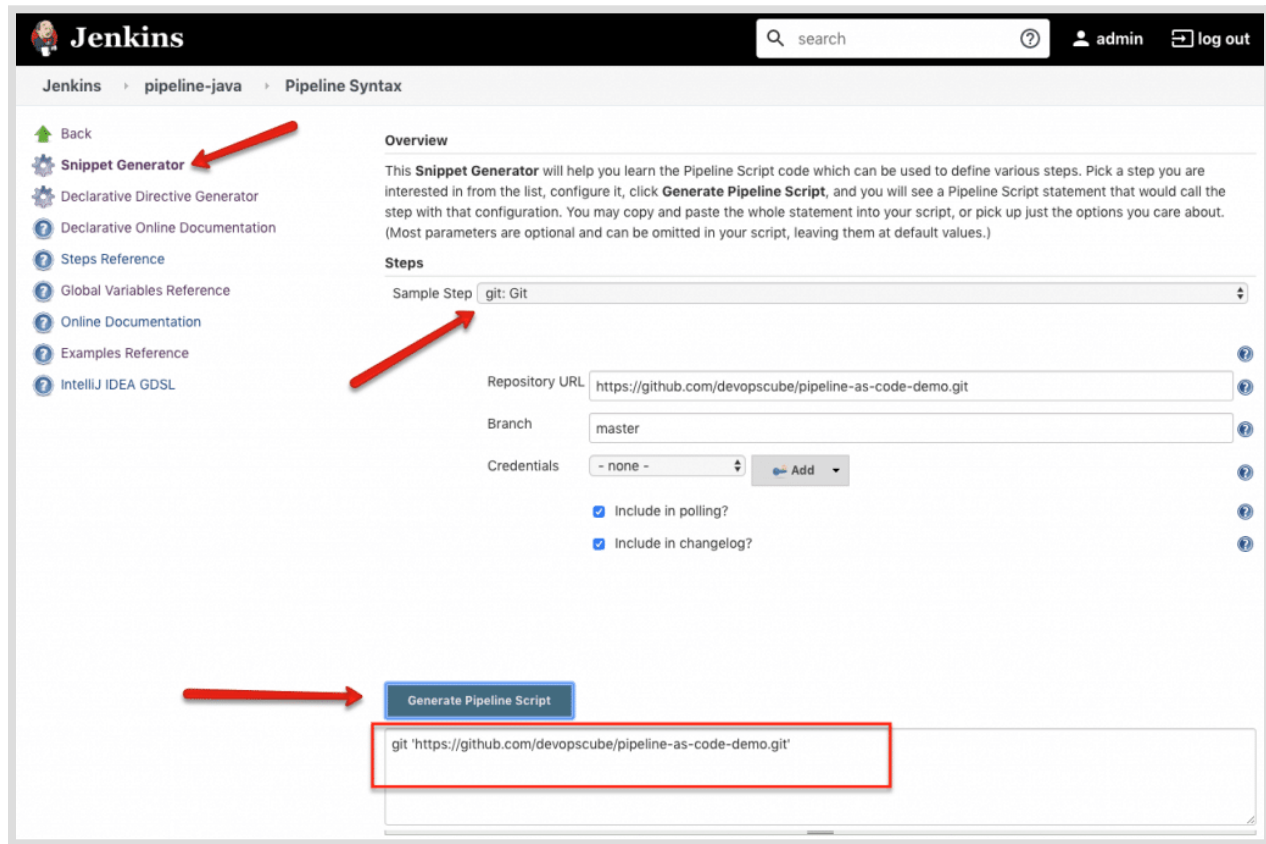 Jenkins
search
admin
log out
Jenkins
pipeline-java
Pipeline Syntax
Back
Snippet Generator
Declarative Directive Generator
Declarative Online Documentation
Steps Reference
Global Variables Reference
Online Documentation
Examples Reference
IntelliJ IDEA GDSL
Overview
This Snippet Generator will help you learn the Pipeline Script code which can be used to define various steps. Pick a step you are
interested in from the list, configure it, click Generate Pipeline Script, and you will see a Pipeline Script statement that would call the
step with that configuration. You may copy and paste the whole statement into your script, or pick up just the options you care about.
(Most parameters are optional and can be omitted in your script, leaving them at default values.)
Steps
Sample Step git: Git
Repository URL https://github.com/devopscube/pipeline-as-code-demo.git
Branch master
Credentials - none - Add
Include in polling?
Include in changelog?
Generate Pipeline Script
git 'https://github.com/devopscube/pipeline-as-code-demo.git'